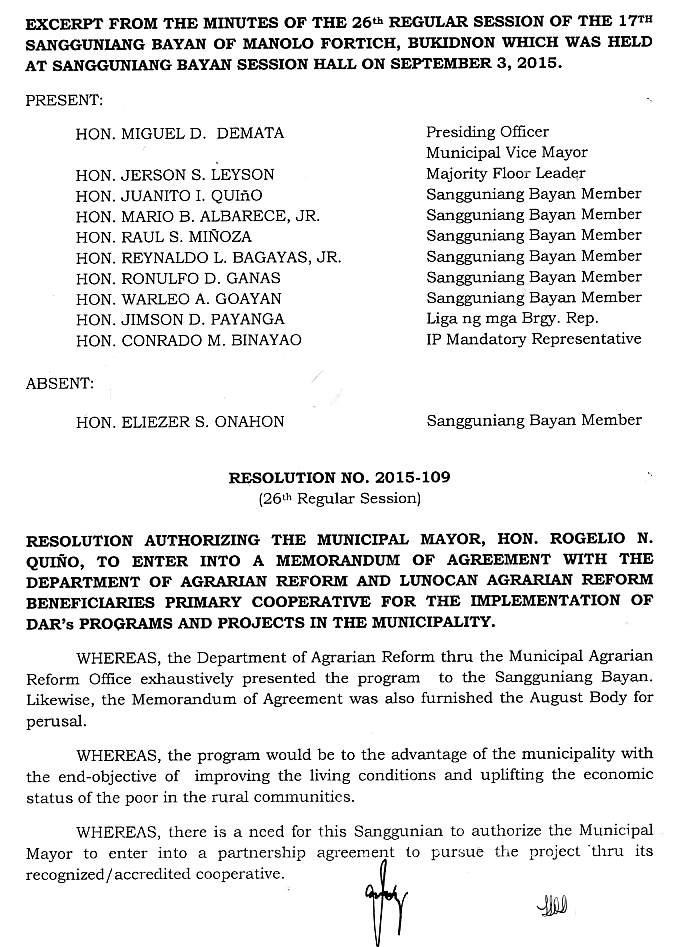 EXCERPT FROM THE MINUTES OF THE 26th REGULAR SESSION OF THE 17TH
SANGGUNIANG BAYAN OF MANOLO FORTICH, BUKIDNON WHICH WAS HELD
AT SANGGUNIANG BAYAN SESSION HALL ON SEPTEMBER 3, 2015.
PRESENT:
HON. MIGUEL D. DEMATA Presiding Officer
Municipal Vice Mayor
HON. JERSON S. LEYSON Majority Floor Leader
HON. JUANITO I. QUIñO Sangguniang Bayan Member
HON. MARIO B. ALBARECE, JR. Sangguniang Bayan Member
HON. RAUL S. MIÑOZA Sangguniang Bayan Member
HON. REYNALDO L. BAGAYAS, JR. Sangguniang Bayan Member
HON. RONULFO D. GANAS Sangguniang Bayan Member
HON. WARLEO A. GOAYAN Sangguniang Bayan Member
HON. JIMSON D. PAYANGA Liga ng mga Brgy. Rep.
HON. CONRADO M. BINAYAO IP Mandatory Representative
ABSENT:
HON. ELIEZER S. ONAHON Sangguniang Bayan Member
RESOLUTION NO. 2015-109
(26th Regular Session)
RESOLUTION AUTHORIZING THE MUNICIPAL MAYOR, HON. ROGELIO N.
QUIÑO, TO ENTER INTO A MEMORANDUM OF AGREEMENT WITH THE
DEPARTMENT OF AGRARIAN REFORM AND LUNOCAN AGRARIAN REFORM
BENEFICIARIES PRIMARY COOPERATIVE FOR THE IMPLEMENTATION OF
DAR's PROGRAMS AND PROJECTS IN THE MUNICIPALITY.
WHEREAS, the Department of Agrarian Reform thru the Municipal Agrarian
Reform Office exhaustively presented the program to the Sangguniang Bayan.
Likewise, the Memorandum of Agreement was also furnished the August Body for
perusal.
WHEREAS, the program would be to the advantage of the municipality with
the end-objective of improving the living conditions and uplifting the economic
status of the poor in the rural communities.
WHEREAS, there is a need for this Sanggunian to authorize the Municipal
Mayor to enter into a partnership agreement to pursue the project thru its
recognized/accredited cooperative.